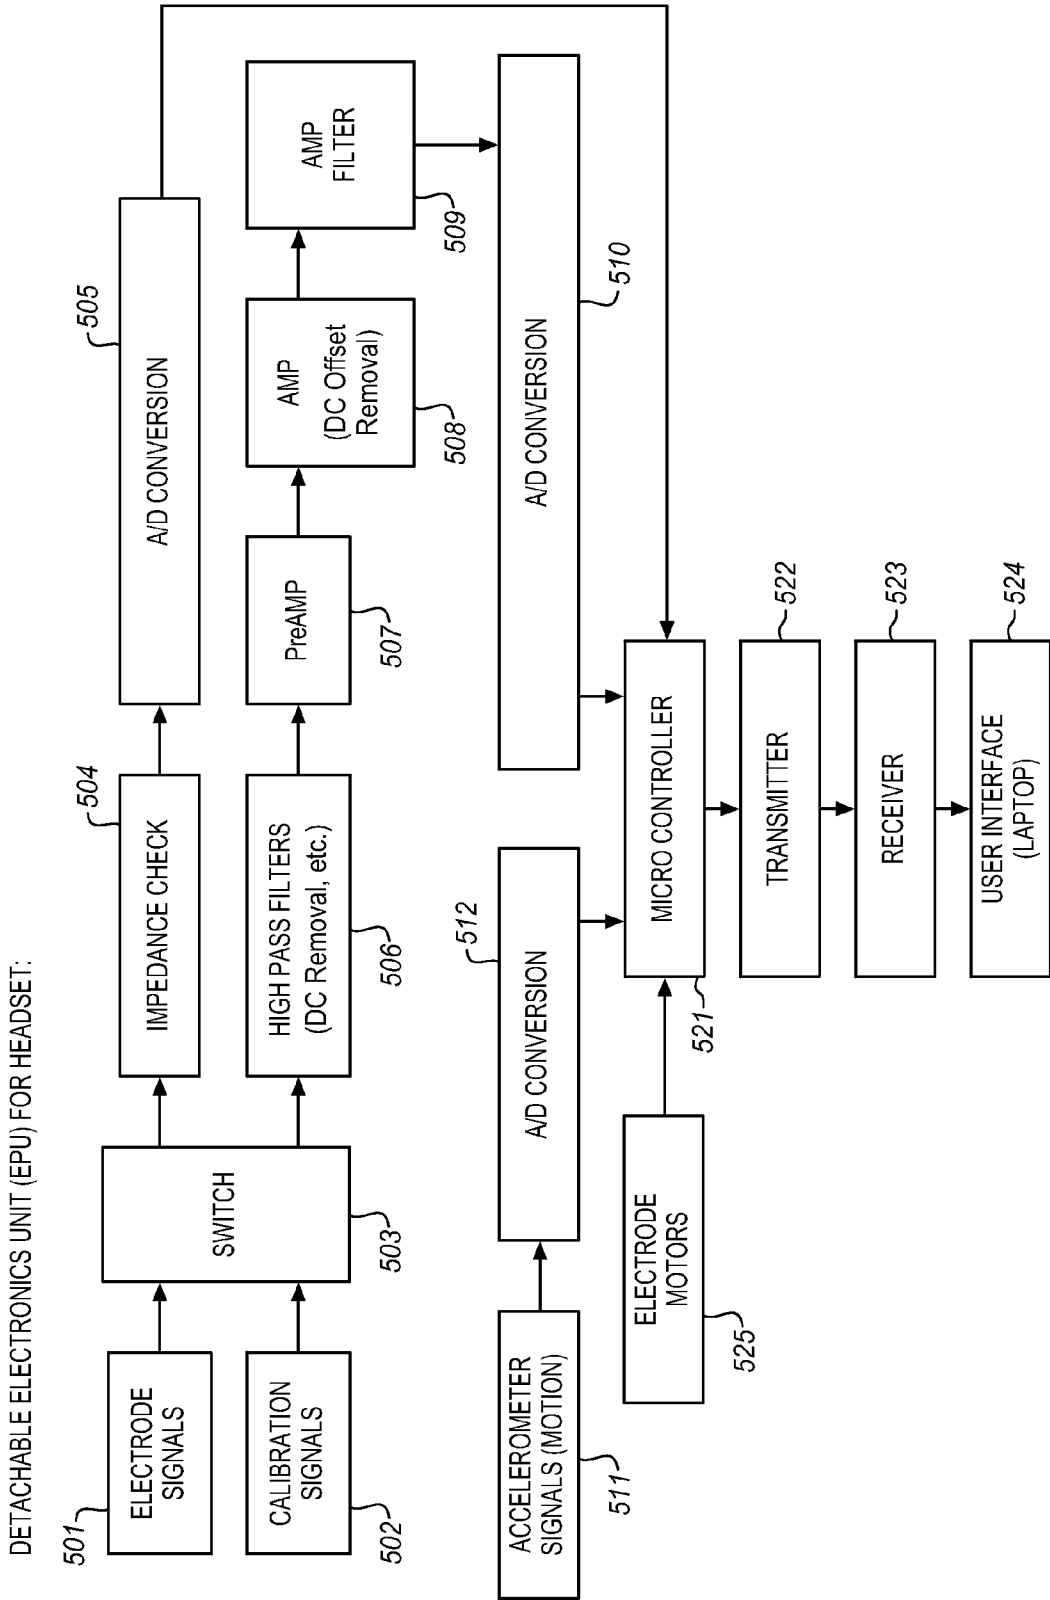 DETACHABLE ELECTRONICS UNIT (EPU) FOR HEADSET:
501
ELECTRODE
SIGNALS
CALIBRATION
SIGNALS
502
SWITCH
503
504
IMPEDANCE CHECK
505
A/D CONVERSION
HIGH PASS FILTERS
(DC Removal, etc.)
506
PreAMP
507
AMP
(DC Offset
Removal)
508
AMP
FILTER
509
A/D CONVERSION
510
ACCELEROMETER
SIGNALS (MOTION)
511
512
A/D CONVERSION
ELECTRODE
MOTORS
525
MICRO CONTROLLER
521
TRANSMITTER
522
RECEIVER
523
USER INTERFACE
(LAPTOP)
524